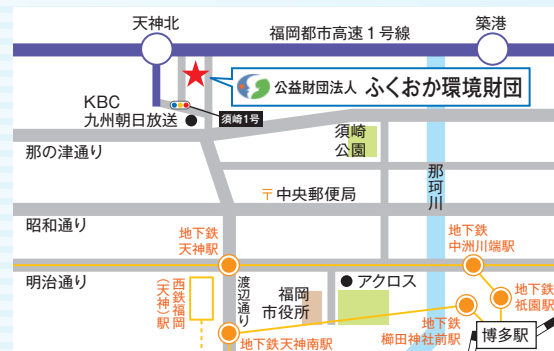 天神北
福岡都市高速1号線
築港
公益財団法人 ふくおか環境財団
KBC
九州朝日放送
須崎1号
須崎
公園
那の津通り
那珂川
〒中央郵便局
昭和通り
地下鉄
天神駅
地下鉄
中洲川端駅
明治通り
西鉄福岡
(天神)駅
渡辺通り
福岡
市役所
アクロス
地下鉄
祇園駅
地下鉄天神南駅
地下鉄
櫛田神社前駅
博多駅